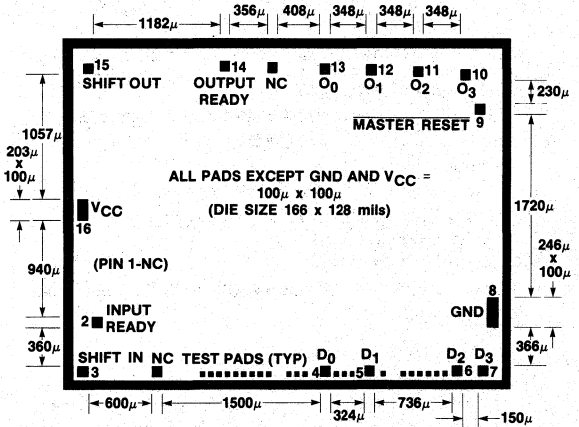 1182μ 356μ 408μ 348μ 348μ 348μ
15 14 13 12 11 10
SHIFT OUT OUTPUT READY NC O0 O1 O2 O3
230μ
MASTER RESET 9
1057μ
203μ
x
100μ
ALL PADS EXCEPT GND AND VCC =
100μ x 100μ
(DIE SIZE 166 x 128 mils)
VCC
16
1720μ
246μ
x
100μ
940μ
(PIN 1-NC)
8
GND
2 INPUT
READY
360μ
366μ
SHIFT IN NC TEST PADS (TYP) D0 D1 D2 D3
3 4 5 6 7
600μ 1500μ 324μ 736μ 150μ